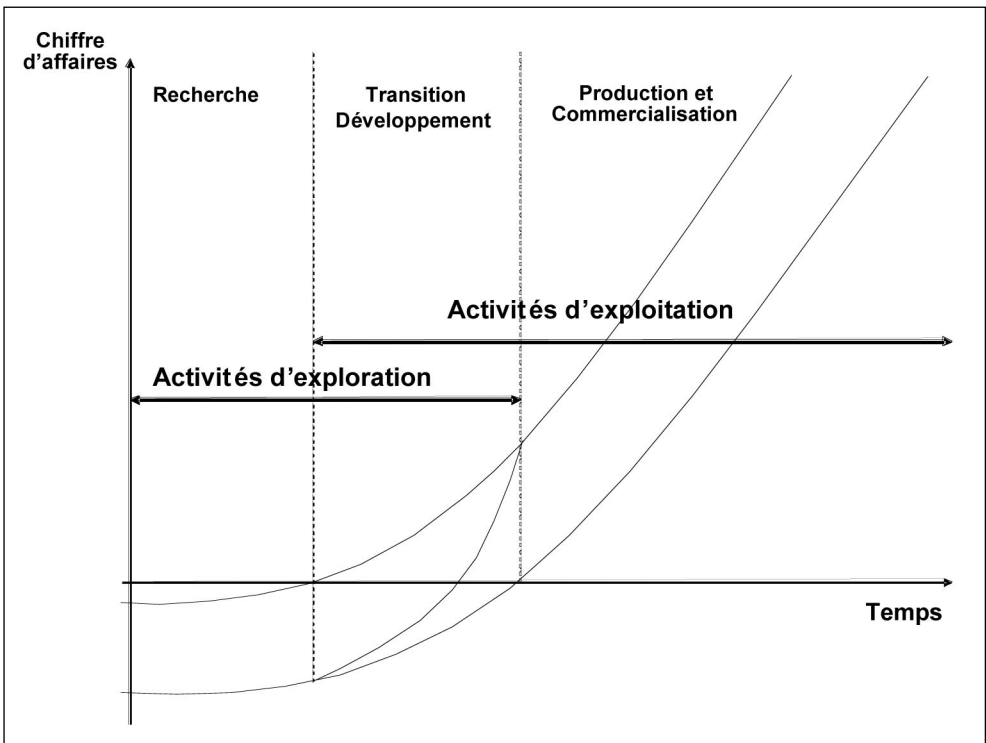 Chiffre
d’affaires
Recherche
Transition
Développement
Production et
Commercialisation
Activités d’exploitation
Activités d’exploration
Temps